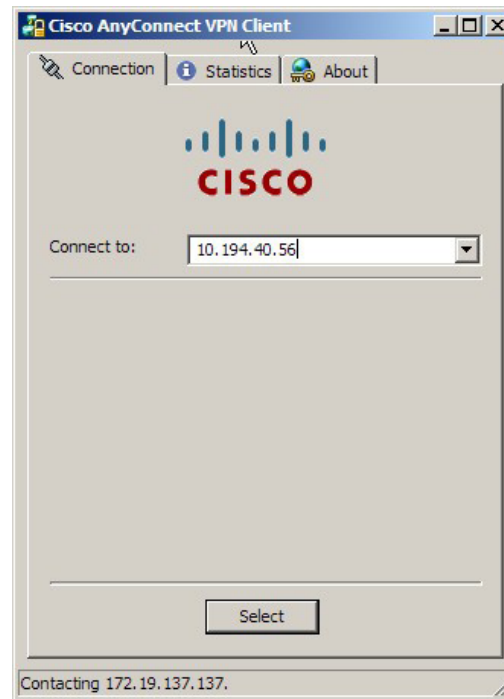 Cisco AnyConnect VPN Client
Connection Statistics About
CISCO
Connect to: 10.194.40.56
Select
Contacting 172.19.137.137.